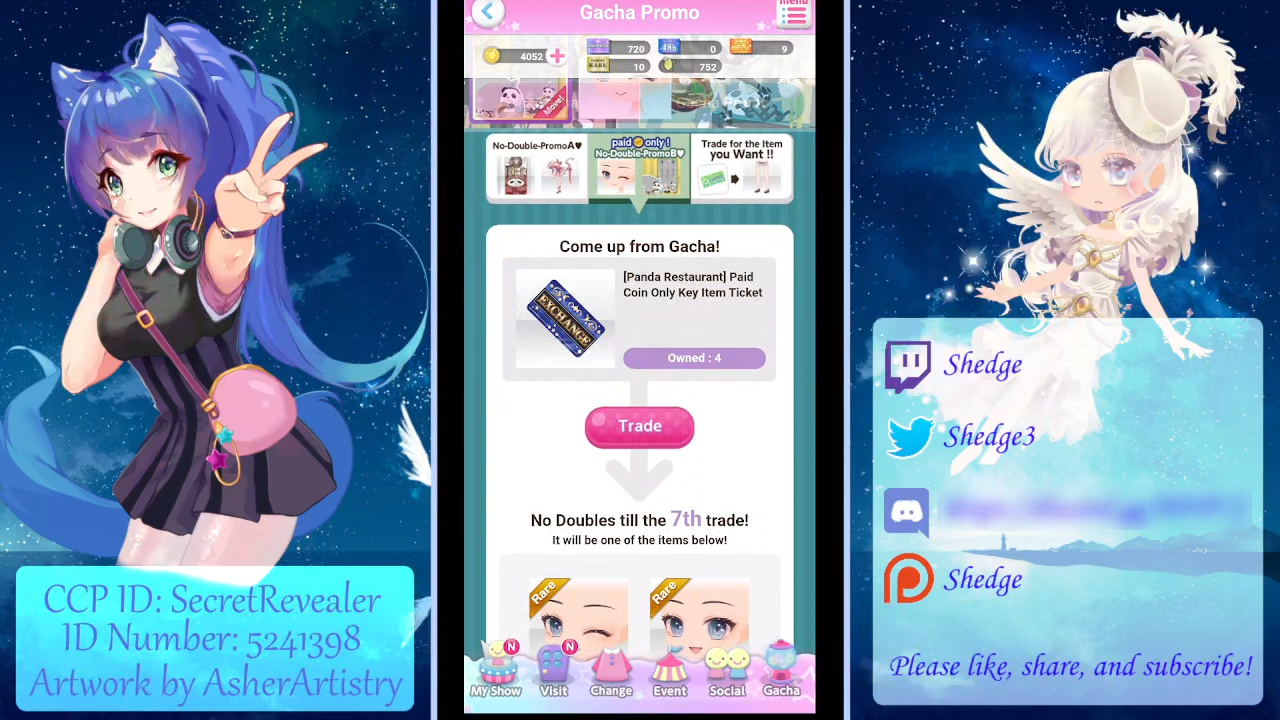 Gacha Promo
menu
4052
720
48h
0
9
RARE
10
752
Move!
No-Double-PromoA♥
paid only!
No-Double-PromoB♥
Trade for the Item
you Want !!
Come up from Gacha!
EXCHANGE
[Panda Restaurant] Paid
Coin Only Key Item Ticket
Owned : 4
Trade
No Doubles till the 7th trade!
It will be one of the items below!
Rare
Rare
N
N
My Show
Visit
Change
Event
Social
Gacha
CCP ID: SecretRevealer
ID Number: 5241398
Artwork by AsherArtistry
Shedge
Shedge3
Shedge
Please like, share, and subscribe!